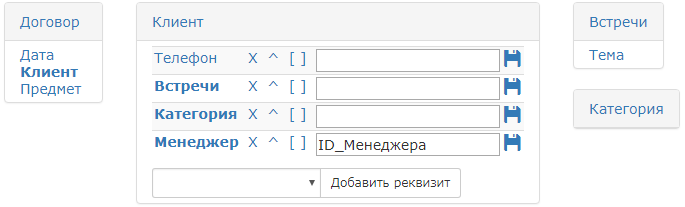 Договор
Дата
Клиент
Предмет
Клиент
Телефон X ^ [ ]
Встречи X ^ [ ]
Категория X ^ [ ]
Менеджер X ^ [ ] ID_Менеджера
Добавить реквизит
Встречи
Тема
Категория